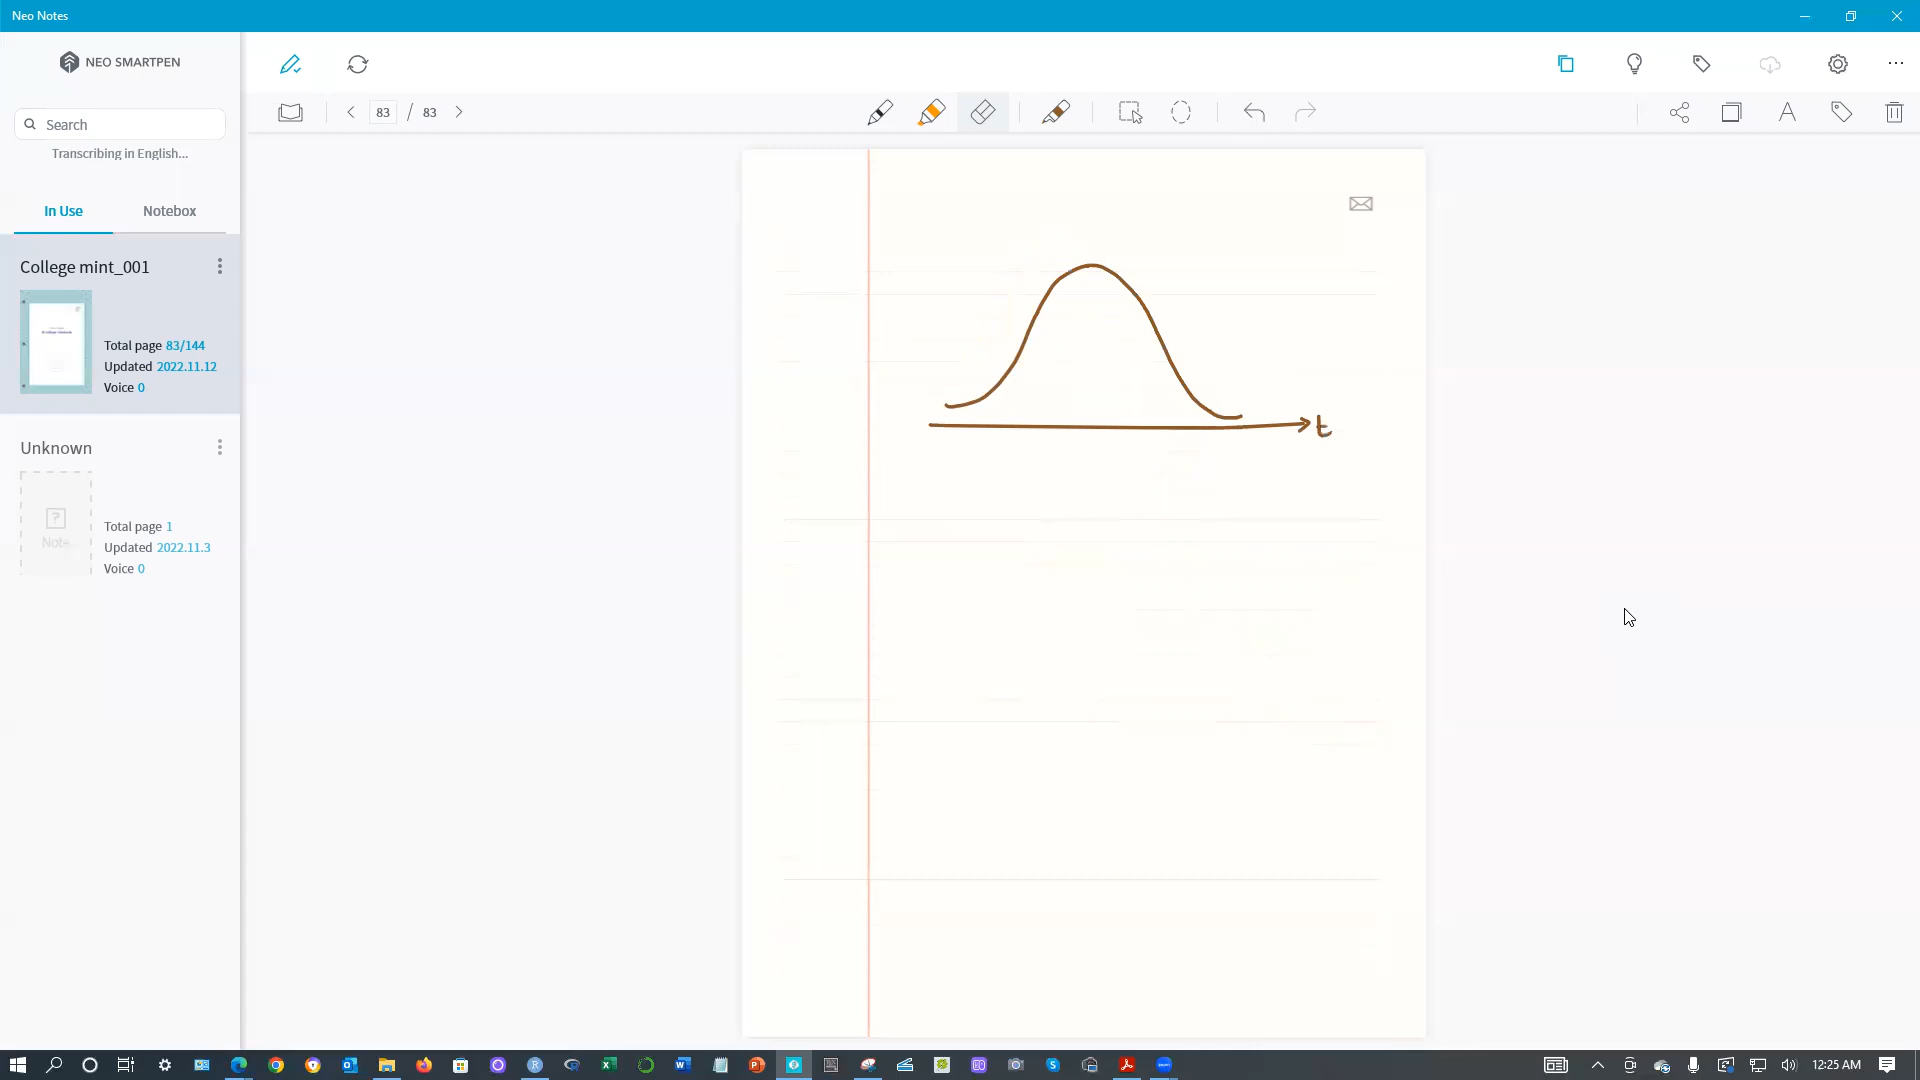 Neo Notes
NEO SMARTPEN
Search
Transcribing in English...
83 / 83
In Use
Notebox
College mint_001
Total page 83/144
Updated 2022.11.12
Voice 0
t
Unknown
Total page 1
Updated 2022.11.3
Voice 0
12:25 AM